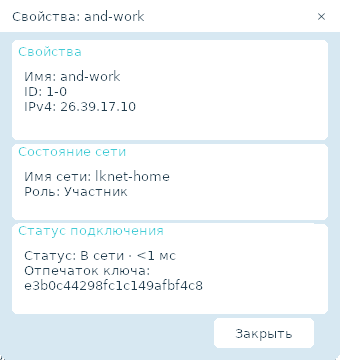 Свойства: and-work ×
Свойства
Имя: and-work
ID: 1-0
IPv4: 26.39.17.10
Состояние сети
Имя сети: lknet-home
Роль: Участник
Статус подключения
Статус: В сети · <1 мс
Отпечаток ключа:
e3b0c44298fc1c149afbf4c8
Закрыть